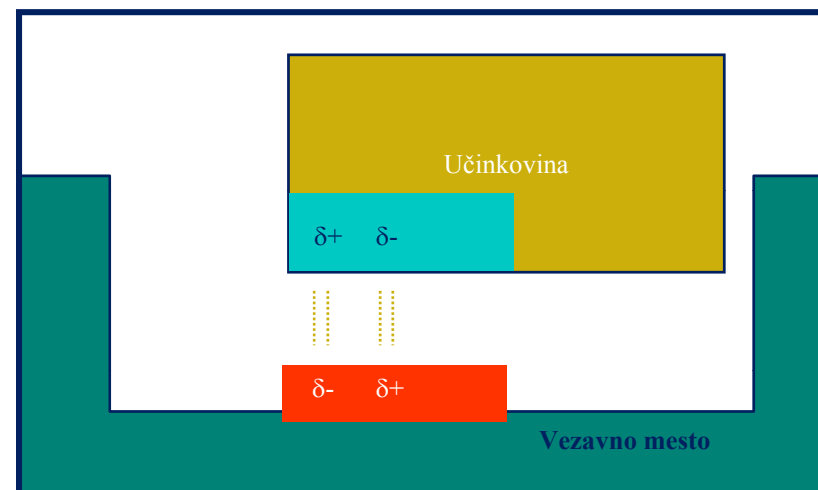 Učinkovina
δ+ δ-
δ- δ+
Vezavno mesto